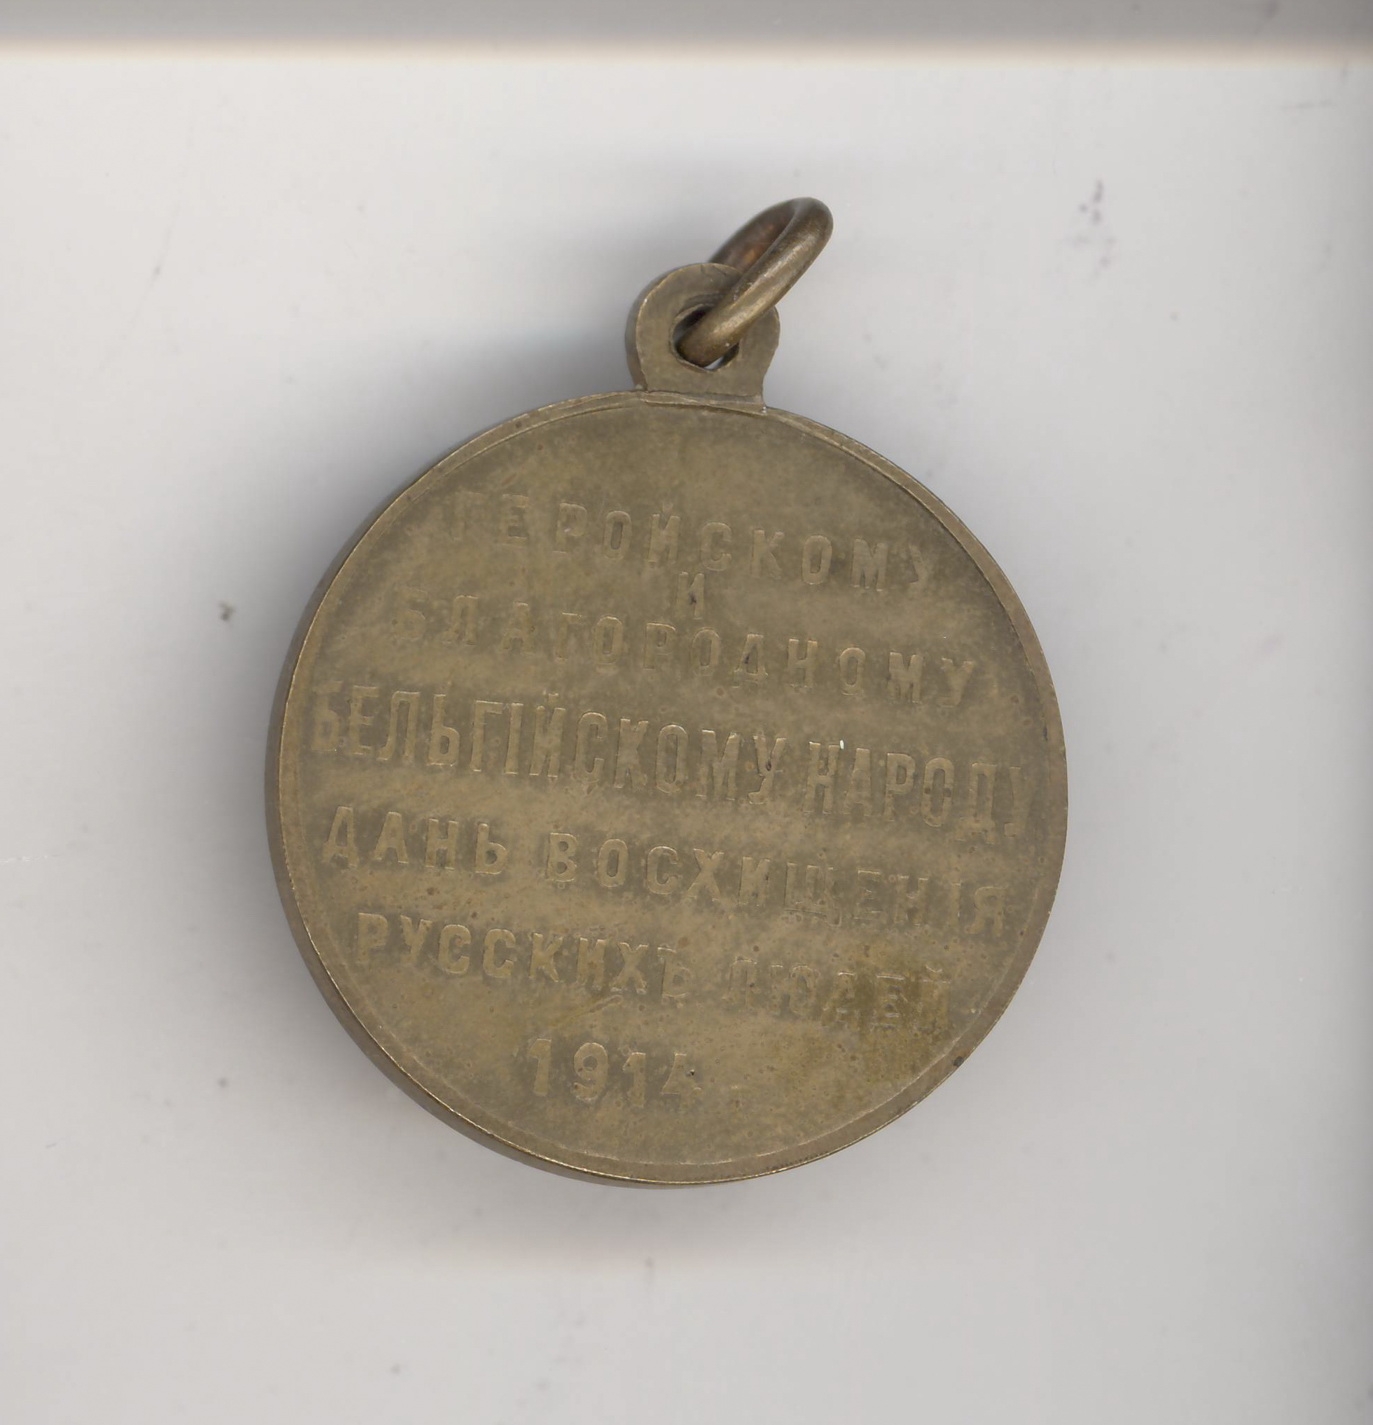 ГЕРОЙСКОМУ
И
БЛАГОРОДНОМУ
БЕЛЬГІЙСКОМУ НАРОДУ
ДАНЬ ВОСХИЩЕНІЯ
РУССКИХЪ ЛЮДЕЙ
1914